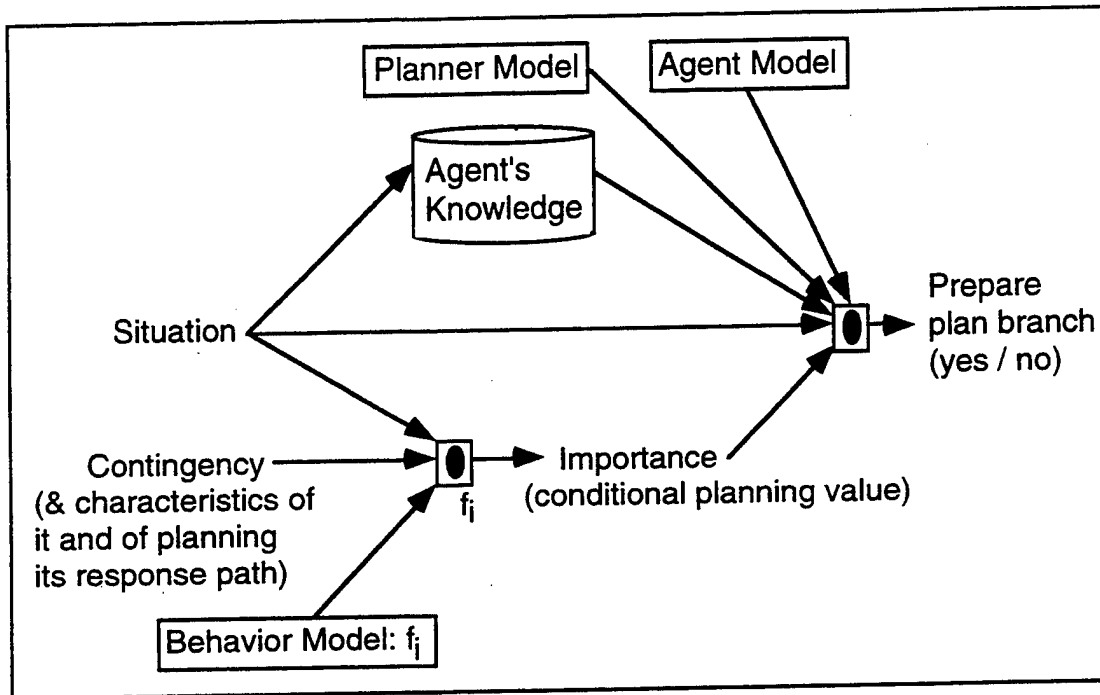 Planner Model
Agent Model
Agent's
Knowledge
Situation
Prepare
plan branch
(yes / no)
Contingency
(& characteristics of
it and of planning
its response path)
fi
Importance
(conditional planning value)
Behavior Model: fi